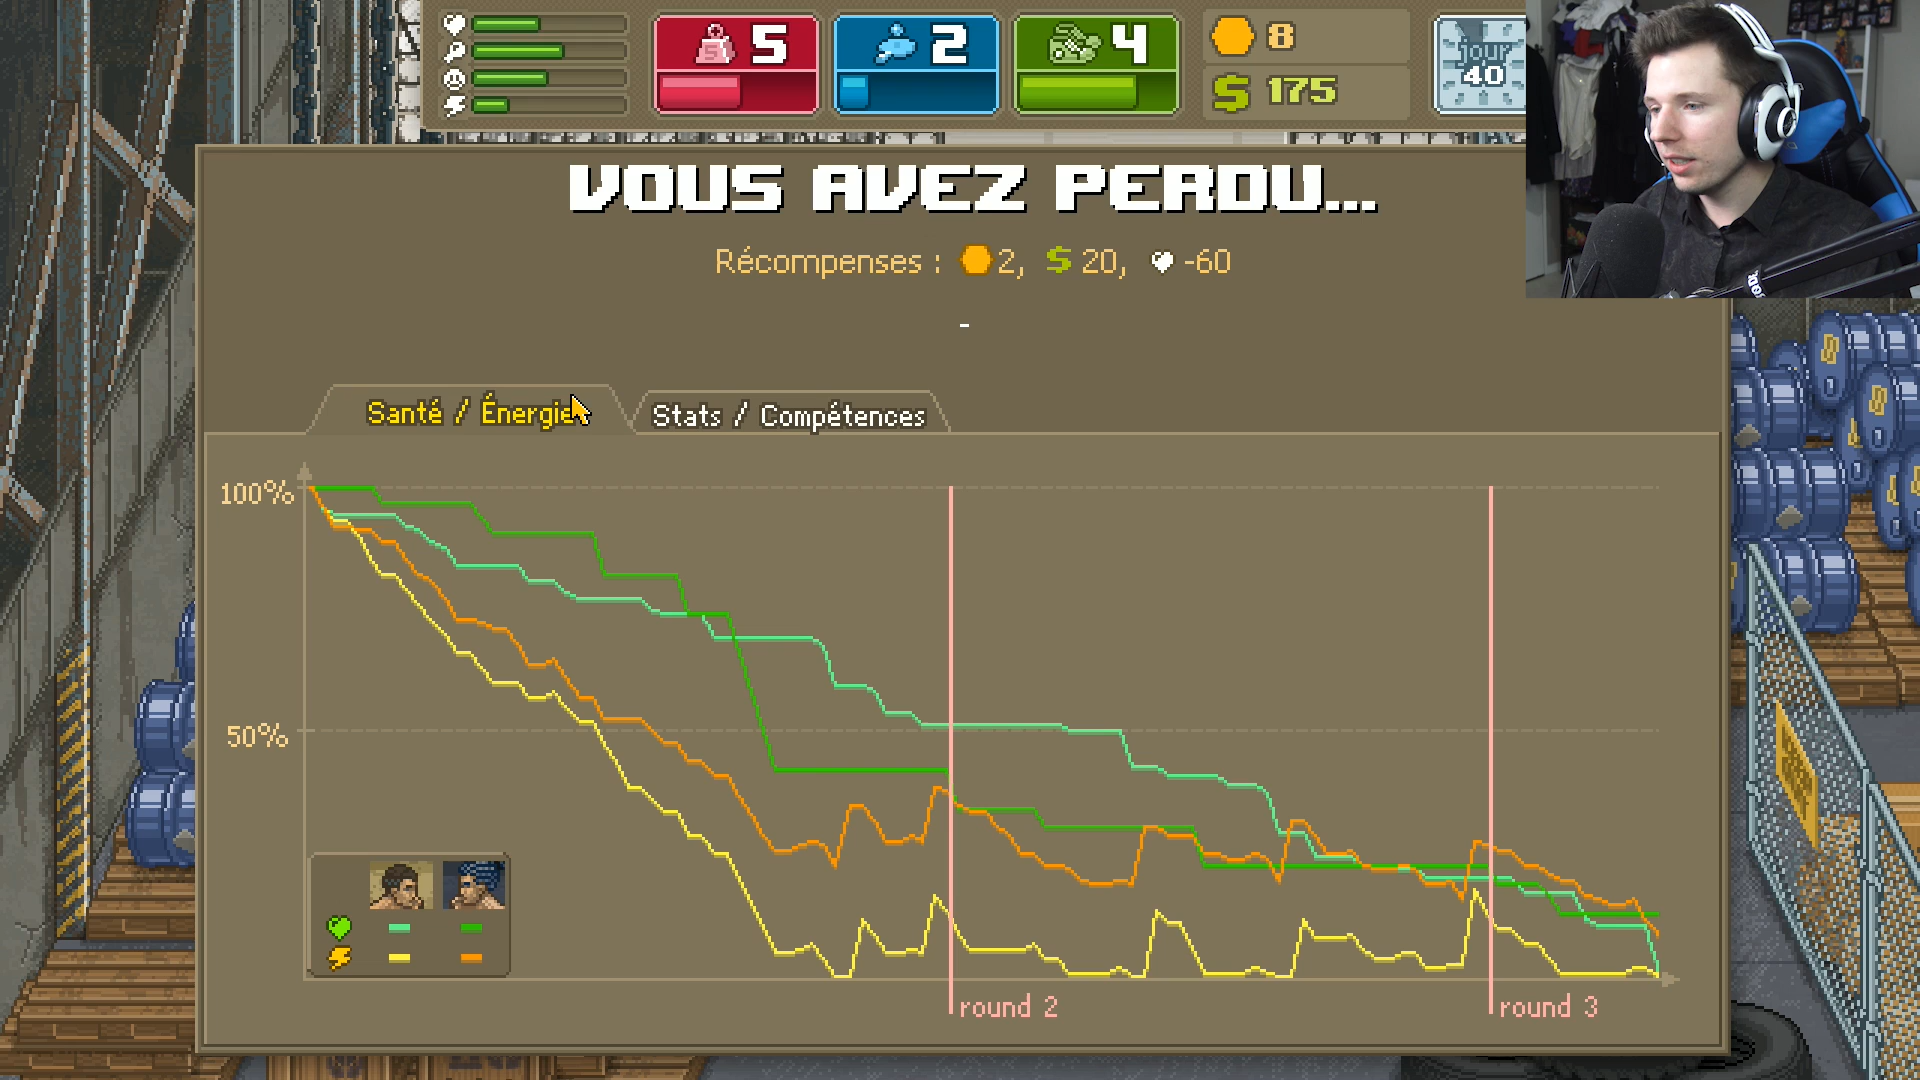 5
2
4
8
175
jour
40
VOUS AVEZ PERDU...
Récompenses : 2, $ 20, -60
-
Santé / Énergie
Stats / Compétences
100%
50%
round 2
round 3